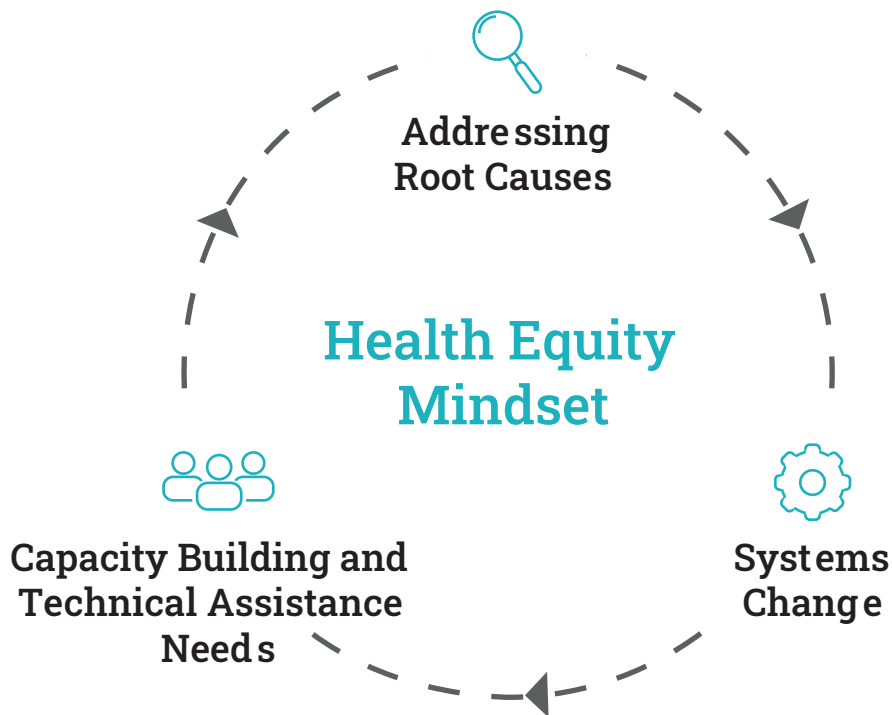 Addressing
Root Causes
Health Equity
Mindset
Capacity Building and
Technical Assistance
Needs
Systems
Change